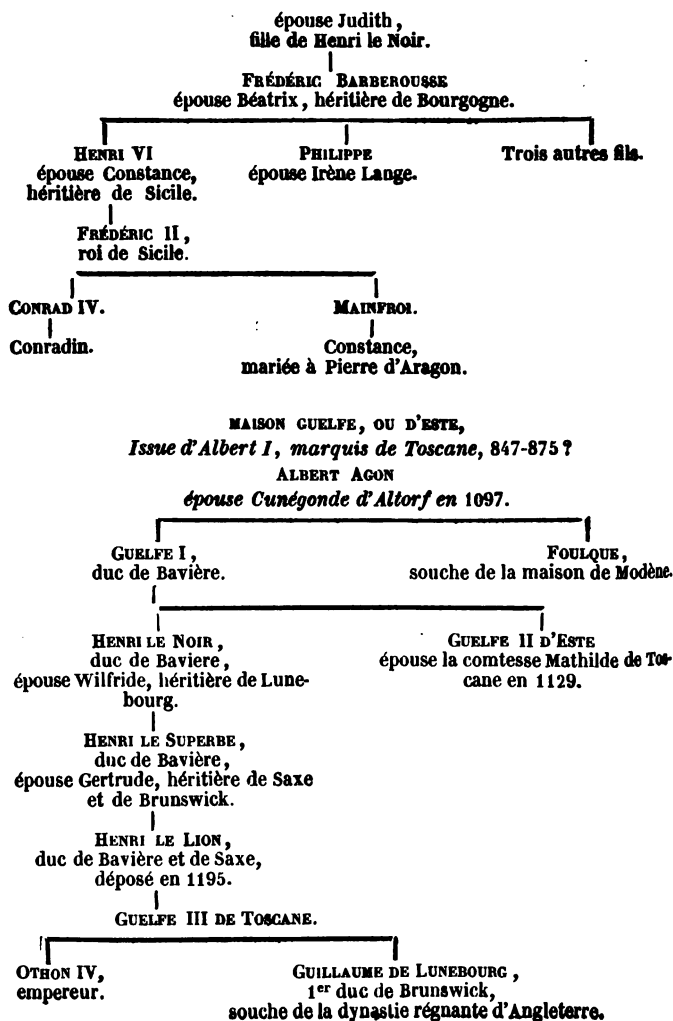 épouse Judith,
fille de Henri le Noir.
FRÉDÉRIC BARBEROUSSE
épouse Béatrix, héritière de Bourgogne.
HENRI VI PHILIPPE Trois autres fils.
épouse Constance, épouse Irène Lange.
héritière de Sicile.
FRÉDÉRIC II,
roi de Sicile.
CONRAD IV. MAINFROI.
Conradin. Constance,
mariée à Pierre d'Aragon.
MAISON GUELFE, OU D'ESTE,
Issue d'Albert I, marquis de Toscane, 847-875?
ALBERT AGON
épouse Cunégonde d'Altorf en 1097.
GUELFE I, FOULQUE,
duc de Bavière. souche de la maison de Modène.
HENRI LE NOIR, GUELFE II D'ESTE
duc de Baviere, épouse la comtesse Mathilde de Tos-
épouse Wilfride, héritière de Lune- cane en 1129.
bourg.
HENRI LE SUPERBE,
duc de Bavière,
épouse Gertrude, héritière de Saxe
et de Brunswick.
HENRI LE LION,
duc de Bavière et de Saxe,
déposé en 1195.
GUELFE III DE TOSCANE.
OTHON IV, GUILLAUME DE LUNEBOURG,
empereur. 1er duc de Brunswick,
souche de la dynastie régnante d'Angleterre.